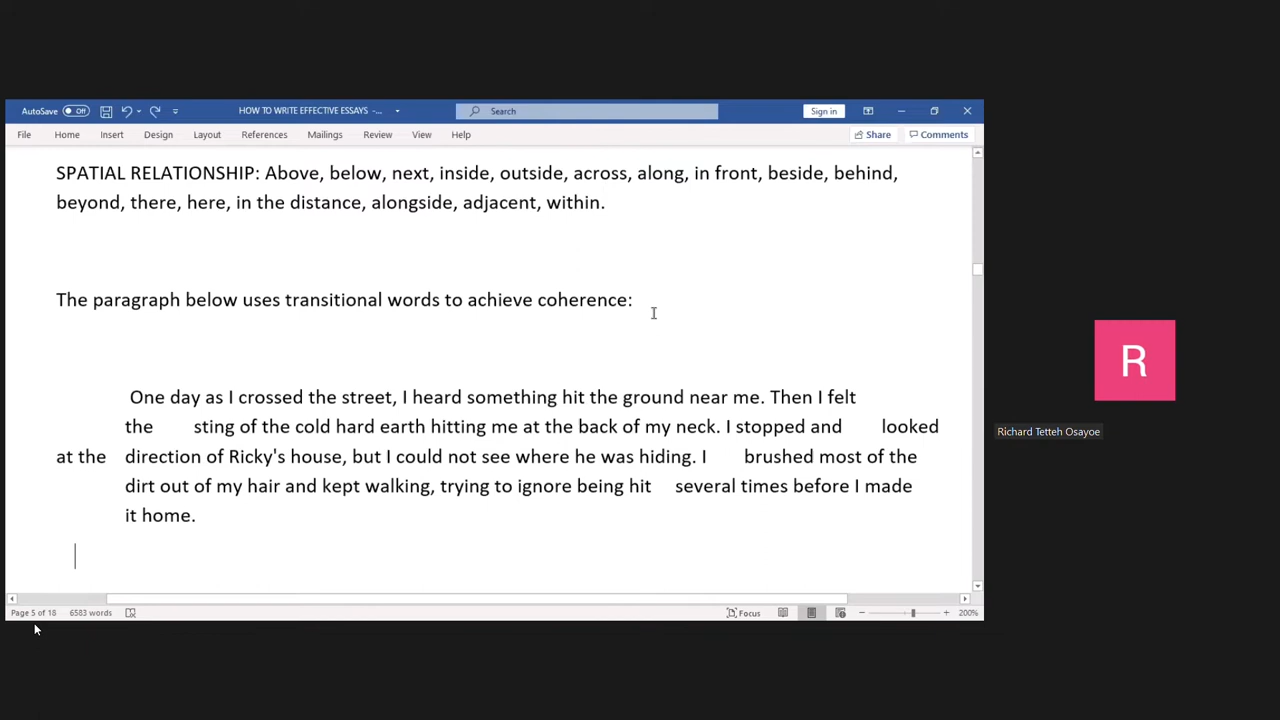 AutoSave Off HOW TO WRITE EFFECTIVE ESSAYS -... Search Sign in
File Home Insert Design Layout References Mailings Review View Help Share Comments
SPATIAL RELATIONSHIP: Above, below, next, inside, outside, across, along, in front, beside, behind,
beyond, there, here, in the distance, alongside, adjacent, within.
The paragraph below uses transitional words to achieve coherence:
One day as I crossed the street, I heard something hit the ground near me. Then I felt
the sting of the cold hard earth hitting me at the back of my neck. I stopped and looked
at the direction of Ricky's house, but I could not see where he was hiding. I brushed most of the
dirt out of my hair and kept walking, trying to ignore being hit several times before I made
it home.
Page 5 of 18 6583 words Focus 200%
R
Richard Tetteh Osayoe